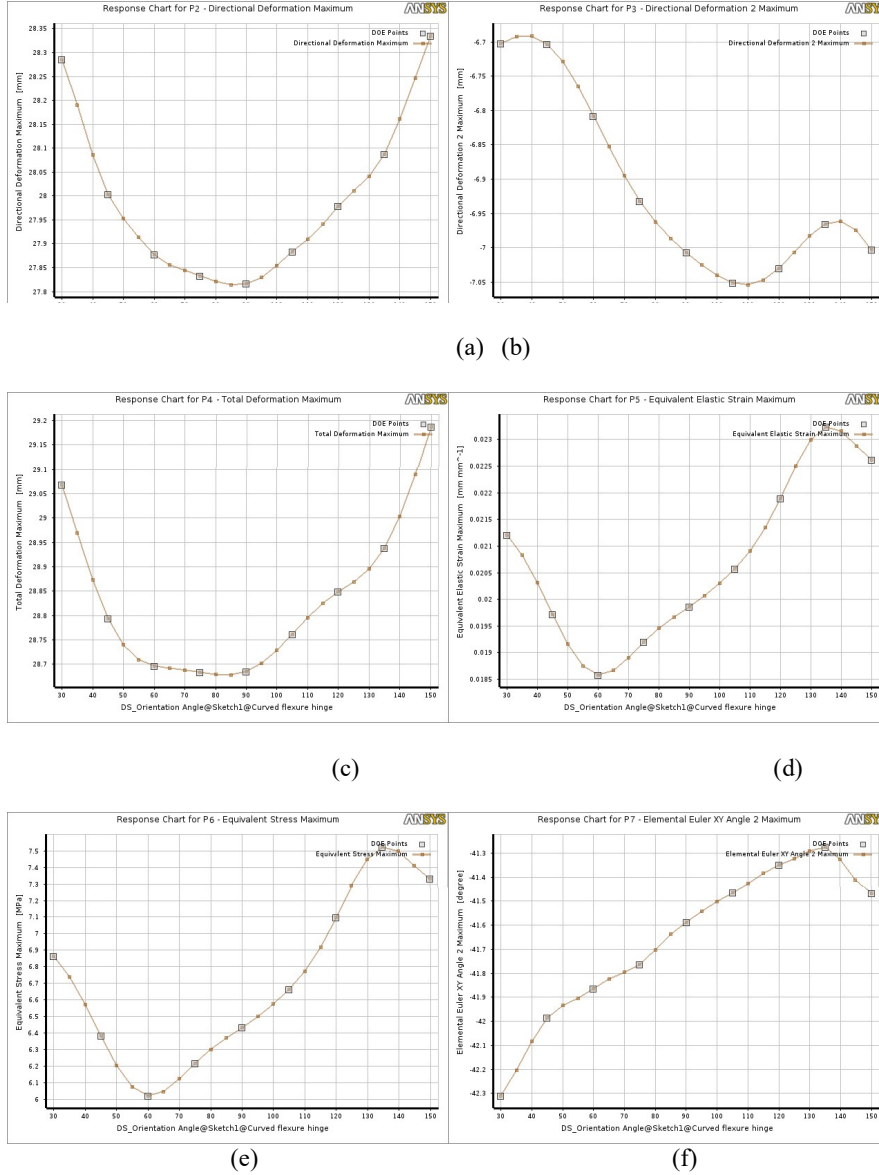 Response Chart for P2 - Directional Deformation Maximum
ANSYS
DOE Points
Directional Deformation Maximum
28.35
28.3
28.25
28.2
28.15
28.1
28.05
28
27.95
27.9
27.85
27.8
Directional Deformation Maximum [mm]
Response Chart for P3 - Directional Deformation 2 Maximum
ANSYS
DOE Points
Directional Deformation 2 Maximum
-6.7
-6.75
-6.8
-6.85
-6.9
-6.95
-7
-7.05
Directional Deformation 2 Maximum [mm]
(a) (b)
Response Chart for P4 - Total Deformation Maximum
ANSYS
DOE Points
Total Deformation Maximum
29.2
29.15
29.1
29.05
29
28.95
28.9
28.85
28.8
28.75
28.7
Total Deformation Maximum [mm]
30 40 50 60 70 80 90 100 110 120 130 140 150
DS_Orientation Angle@Sketch1@Curved flexure hinge
Response Chart for P5 - Equivalent Elastic Strain Maximum
ANSYS
DOE Points
Equivalent Elastic Strain Maximum
0.023
0.0225
0.022
0.0215
0.021
0.0205
0.02
0.0195
0.019
0.0185
Equivalent Elastic Strain Maximum [mm mm^-1]
30 40 50 60 70 80 90 100 110 120 130 140 150
DS_Orientation Angle@Sketch1@Curved flexure hinge
(c) (d)
Response Chart for P6 - Equivalent Stress Maximum
ANSYS
DOE Points
Equivalent Stress Maximum
7.5
7.4
7.3
7.2
7.1
7
6.9
6.8
6.7
6.6
6.5
6.4
6.3
6.2
6.1
6
Equivalent Stress Maximum [MPa]
30 40 50 60 70 80 90 100 110 120 130 140 150
DS_Orientation Angle@Sketch1@Curved flexure hinge
Response Chart for P7 - Elemental Euler XY Angle 2 Maximum
ANSYS
DOE Points
Elemental Euler XY Angle 2 Maximum
-41.3
-41.4
-41.5
-41.6
-41.7
-41.8
-41.9
-42
-42.1
-42.2
-42.3
Elemental Euler XY Angle 2 Maximum [degree]
30 40 50 60 70 80 90 100 110 120 130 140 150
DS_Orientation Angle@Sketch1@Curved flexure hinge
(e) (f)